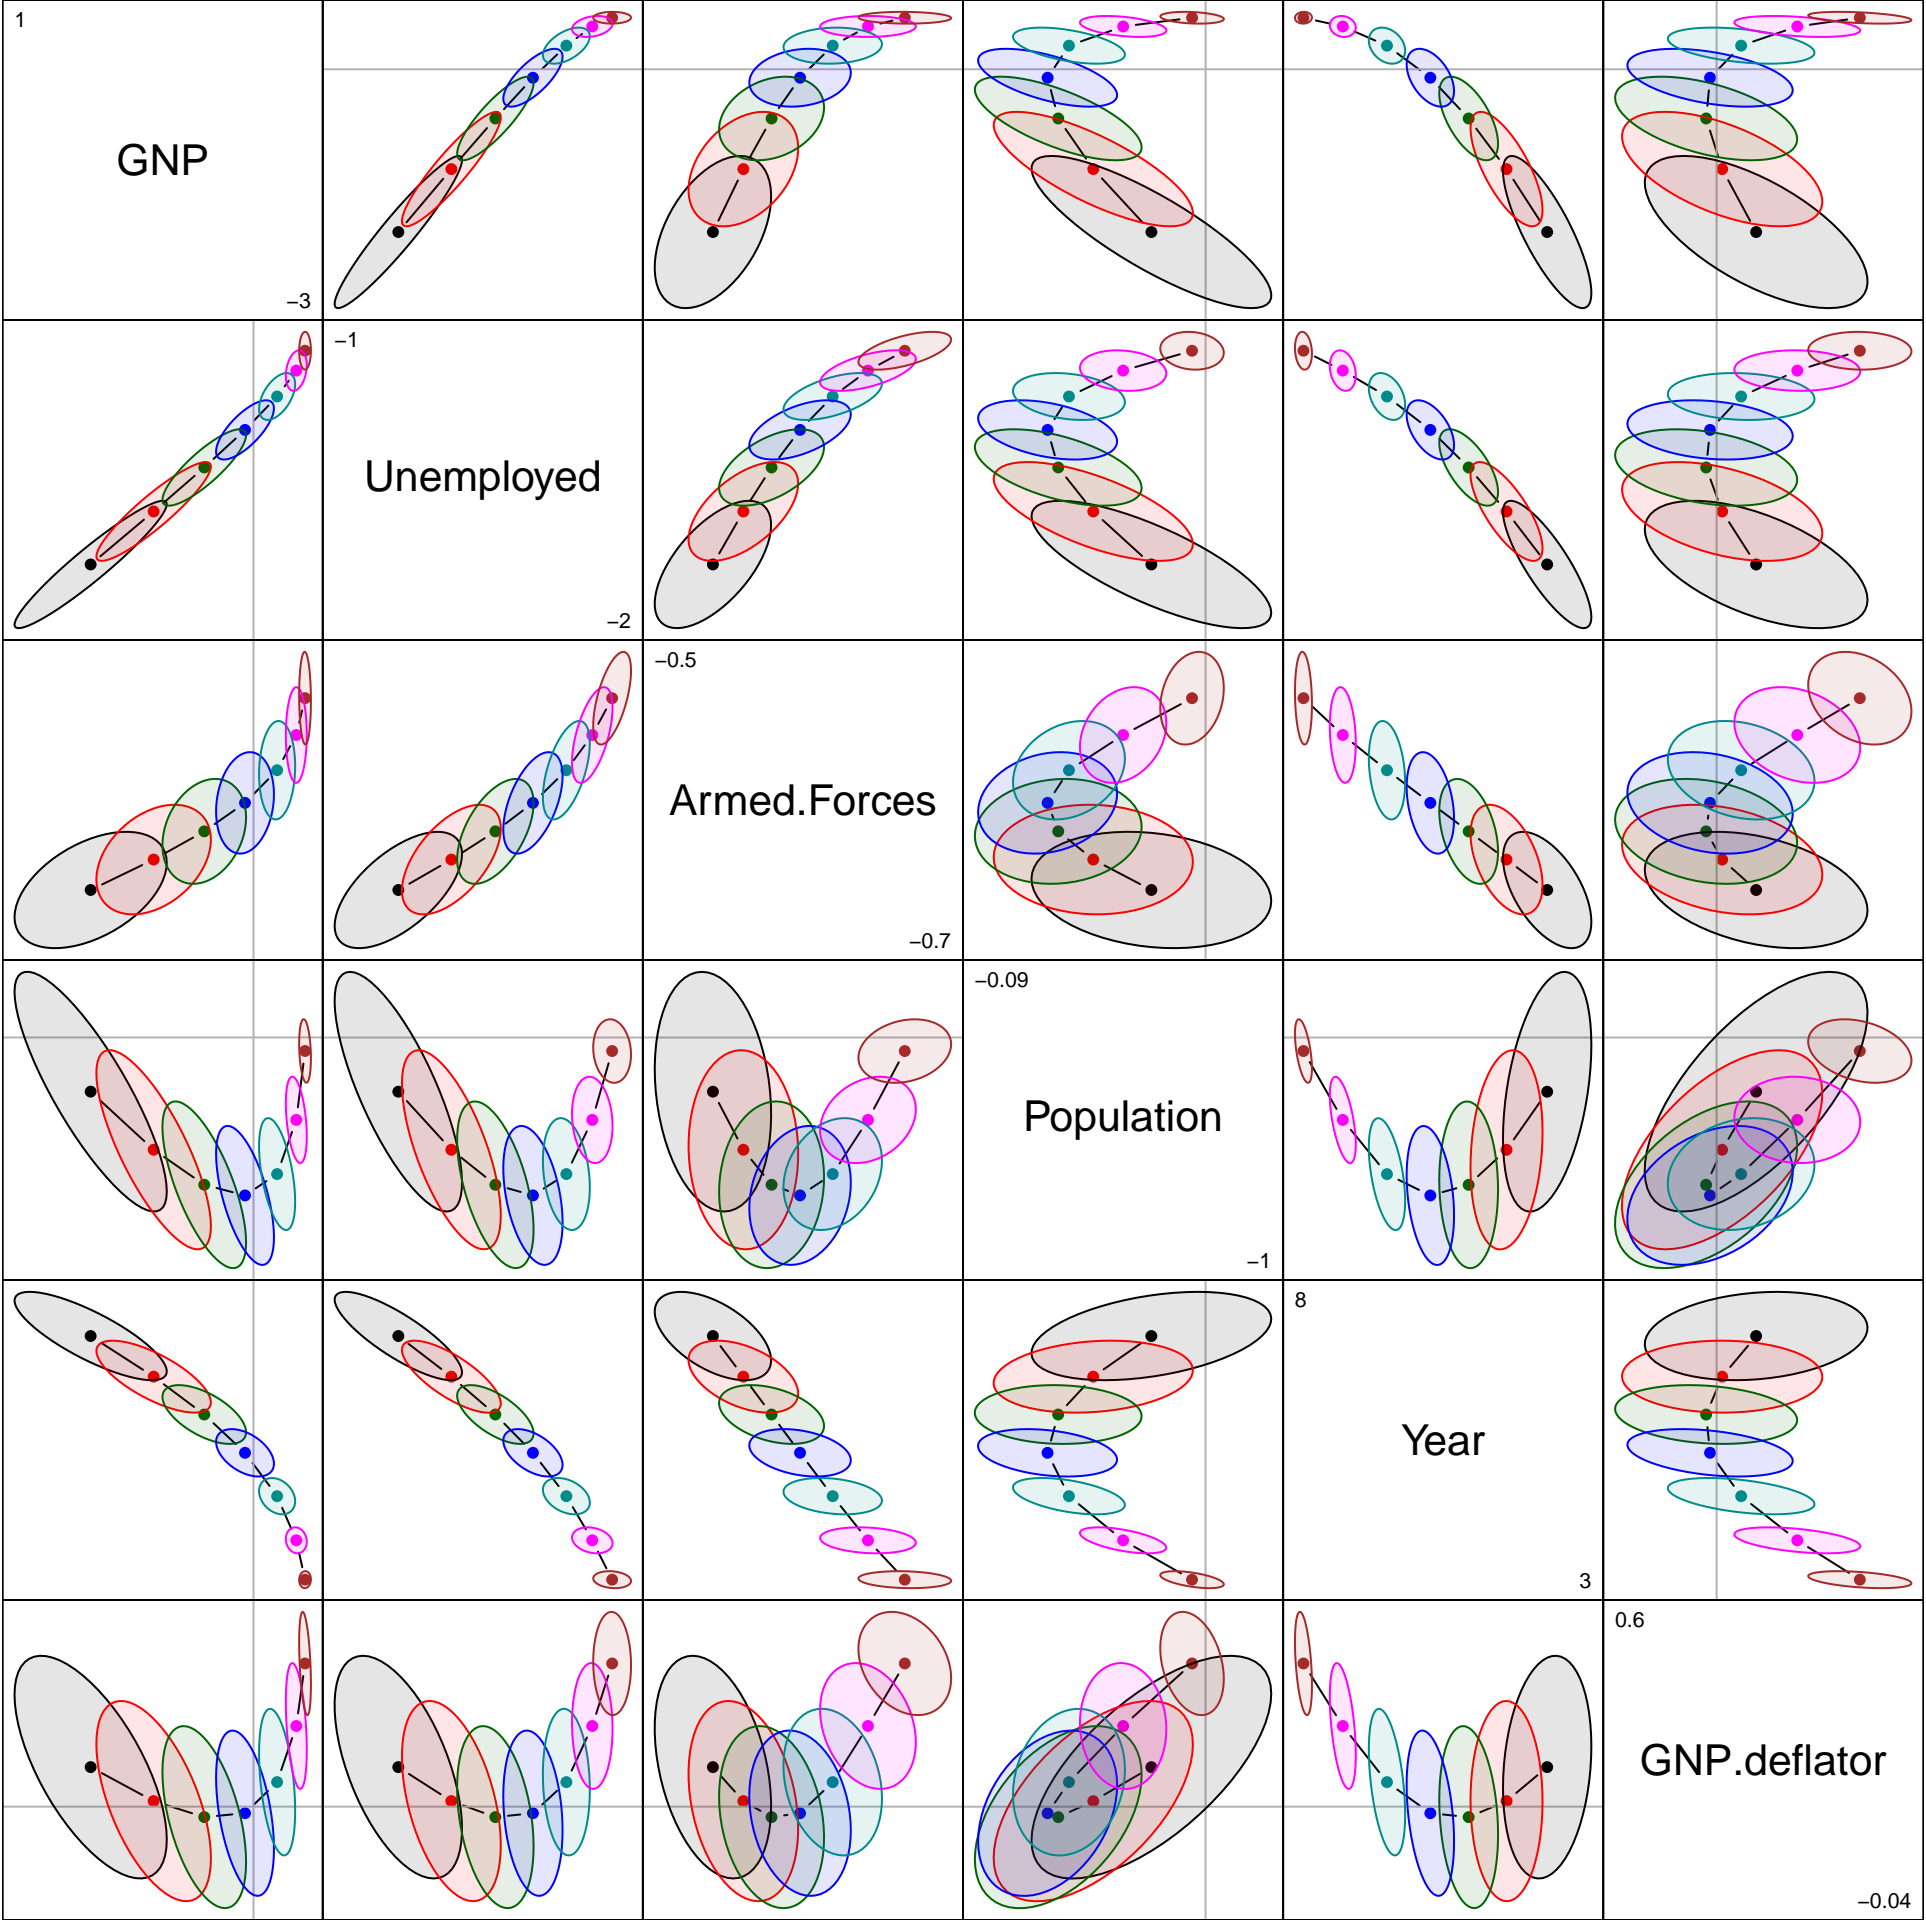 1
GNP
−3
−1
Unemployed
−2
−0.5
Armed.Forces
−0.7
−0.09
Population
−1
8
Year
3
0.6
GNP.deflator
−0.04